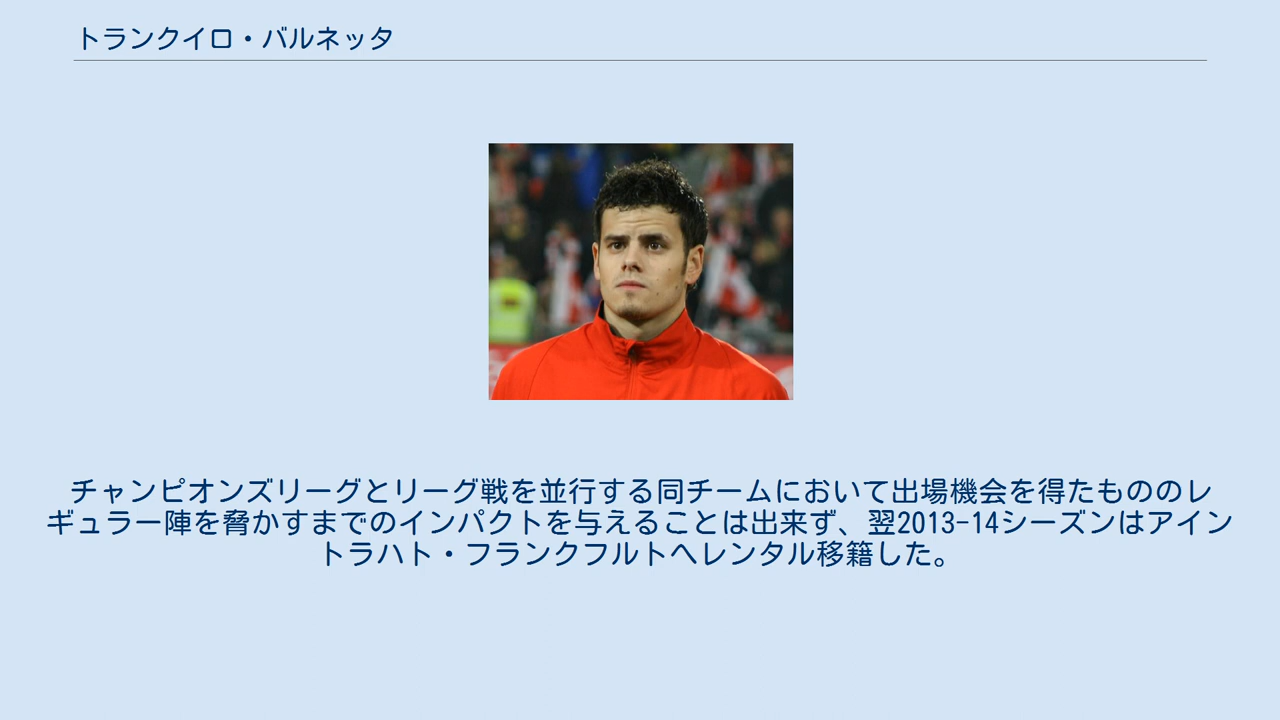 トランクイロ・バルネッタ
チャンピオンズリーグとリーグ戦を並行する同チームにおいて出場機会を得たもののレ
ギュラー陣を脅かすまでのインパクトを与えることは出来ず、翌2013-14シーズンはアイン
トラハト・フランクフルトへレンタル移籍した。